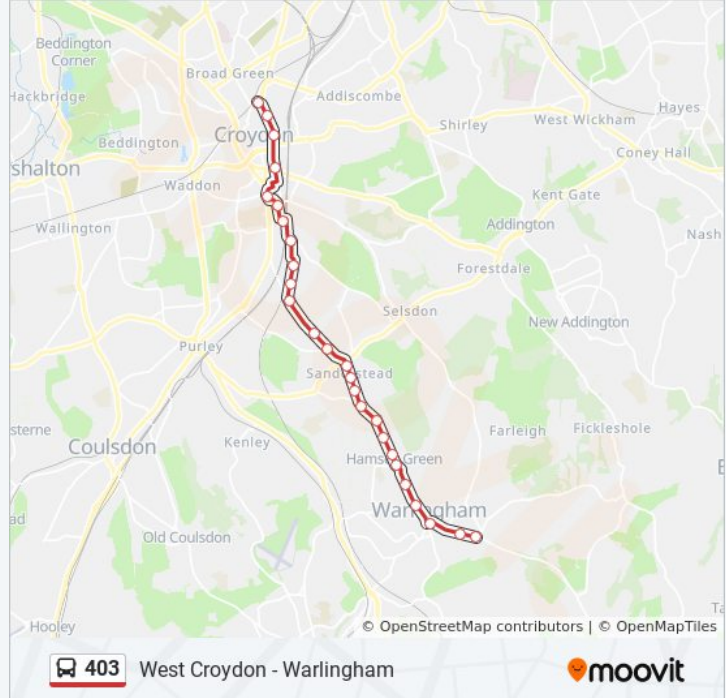 Beddington
Corner
Broad Green
Hackbridge
Addiscombe
Hayes
Croydon
Shirley
West Wickham
Beddington
Coney Hall
shalton
Waddon
Kent Gate
Wallington
Addington
Nash
Forestdale
Selsdon
New Addington
Purley
Sanderstead
sterne
Farleigh
Fickleshole
Coulsdon
Kenley
Hamsey Green
Warlingham
ad
Old Coulsdon
Ta
Hooley
© OpenStreetMap contributors | © OpenMapTiles
403 West Croydon - Warlingham
moovit